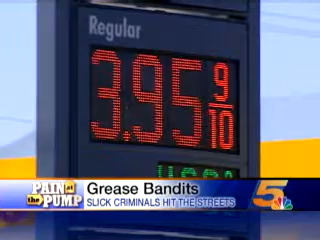 Regular
3.95 9/10
PAIN at
the PUMP
Grease Bandits
SLICK CRIMINALS HIT THE STREETS
5